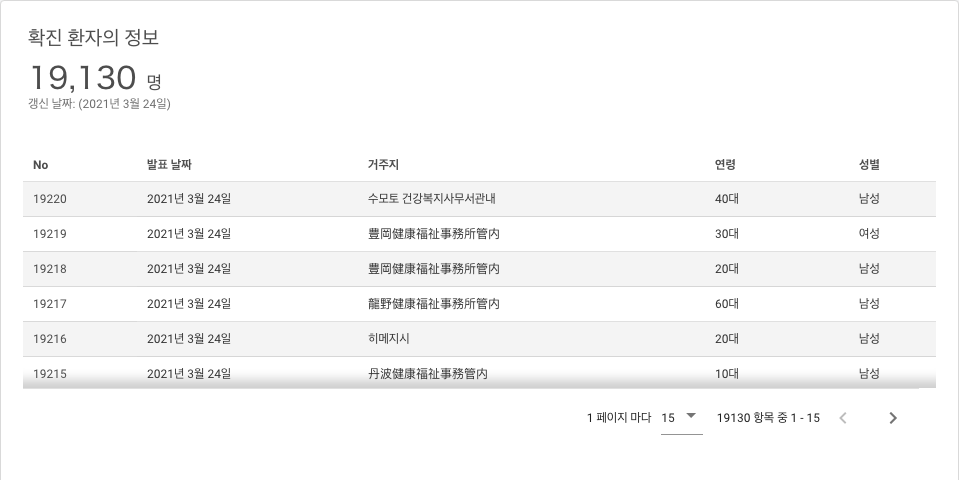 확진 환자의 정보
19,130 명
갱신 날짜: (2021년 3월 24일)
No 발표 날짜 거주지 연령 성별
19220 2021년 3월 24일 수모토 건강복지사무서관내 40대 남성
19219 2021년 3월 24일 豊岡健康福祉事務所管内 30대 여성
19218 2021년 3월 24일 豊岡健康福祉事務所管内 20대 남성
19217 2021년 3월 24일 龍野健康福祉事務所管内 60대 남성
19216 2021년 3월 24일 히메지시 20대 남성
19215 2021년 3월 24일 丹波健康福祉事務管内 10대 남성
1 페이지 마다 15 19130 항목 중 1 - 15